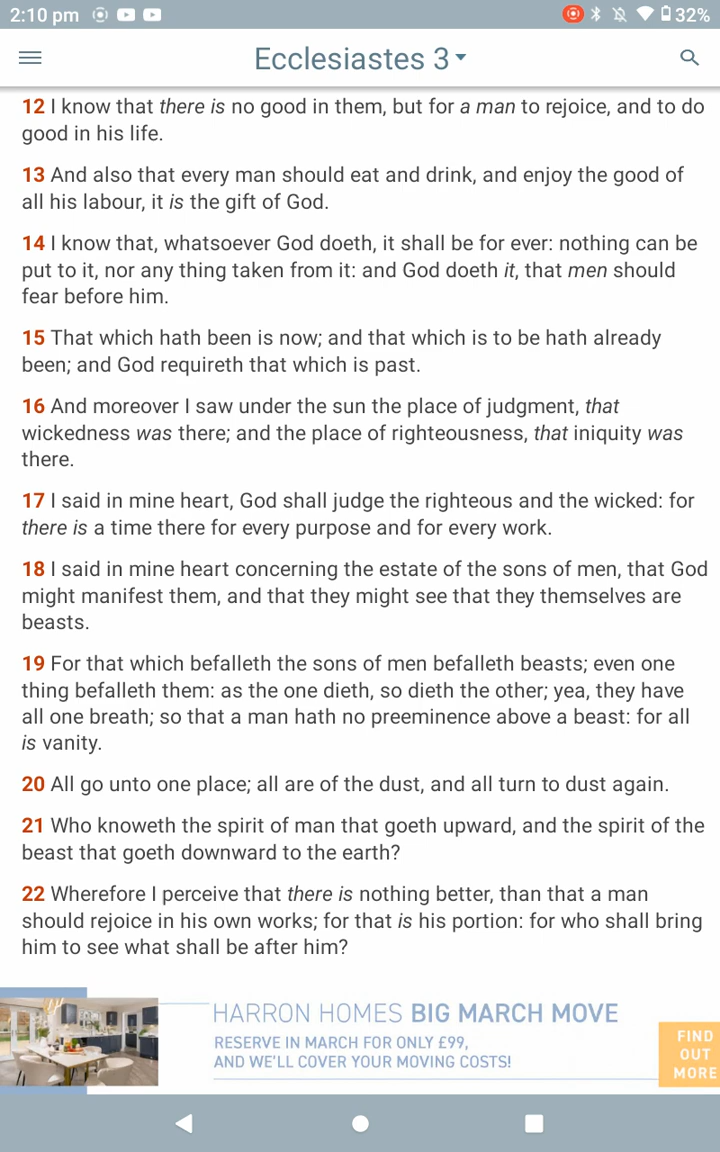 2:10 pm 32%
Ecclesiastes 3
12 I know that there is no good in them, but for a man to rejoice, and to do
good in his life.
13 And also that every man should eat and drink, and enjoy the good of
all his labour, it is the gift of God.
14 I know that, whatsoever God doeth, it shall be for ever: nothing can be
put to it, nor any thing taken from it: and God doeth it, that men should
fear before him.
15 That which hath been is now; and that which is to be hath already
been; and God requireth that which is past.
16 And moreover I saw under the sun the place of judgment, that
wickedness was there; and the place of righteousness, that iniquity was
there.
17 I said in mine heart, God shall judge the righteous and the wicked: for
there is a time there for every purpose and for every work.
18 I said in mine heart concerning the estate of the sons of men, that God
might manifest them, and that they might see that they themselves are
beasts.
19 For that which befalleth the sons of men befalleth beasts; even one
thing befalleth them: as the one dieth, so dieth the other; yea, they have
all one breath; so that a man hath no preeminence above a beast: for all
is vanity.
20 All go unto one place; all are of the dust, and all turn to dust again.
21 Who knoweth the spirit of man that goeth upward, and the spirit of the
beast that goeth downward to the earth?
22 Wherefore I perceive that there is nothing better, than that a man
should rejoice in his own works; for that is his portion: for who shall bring
him to see what shall be after him?
HARRON HOMES BIG MARCH MOVE
RESERVE IN MARCH FOR ONLY £99,
AND WE'LL COVER YOUR MOVING COSTS!
FIND
OUT
MORE